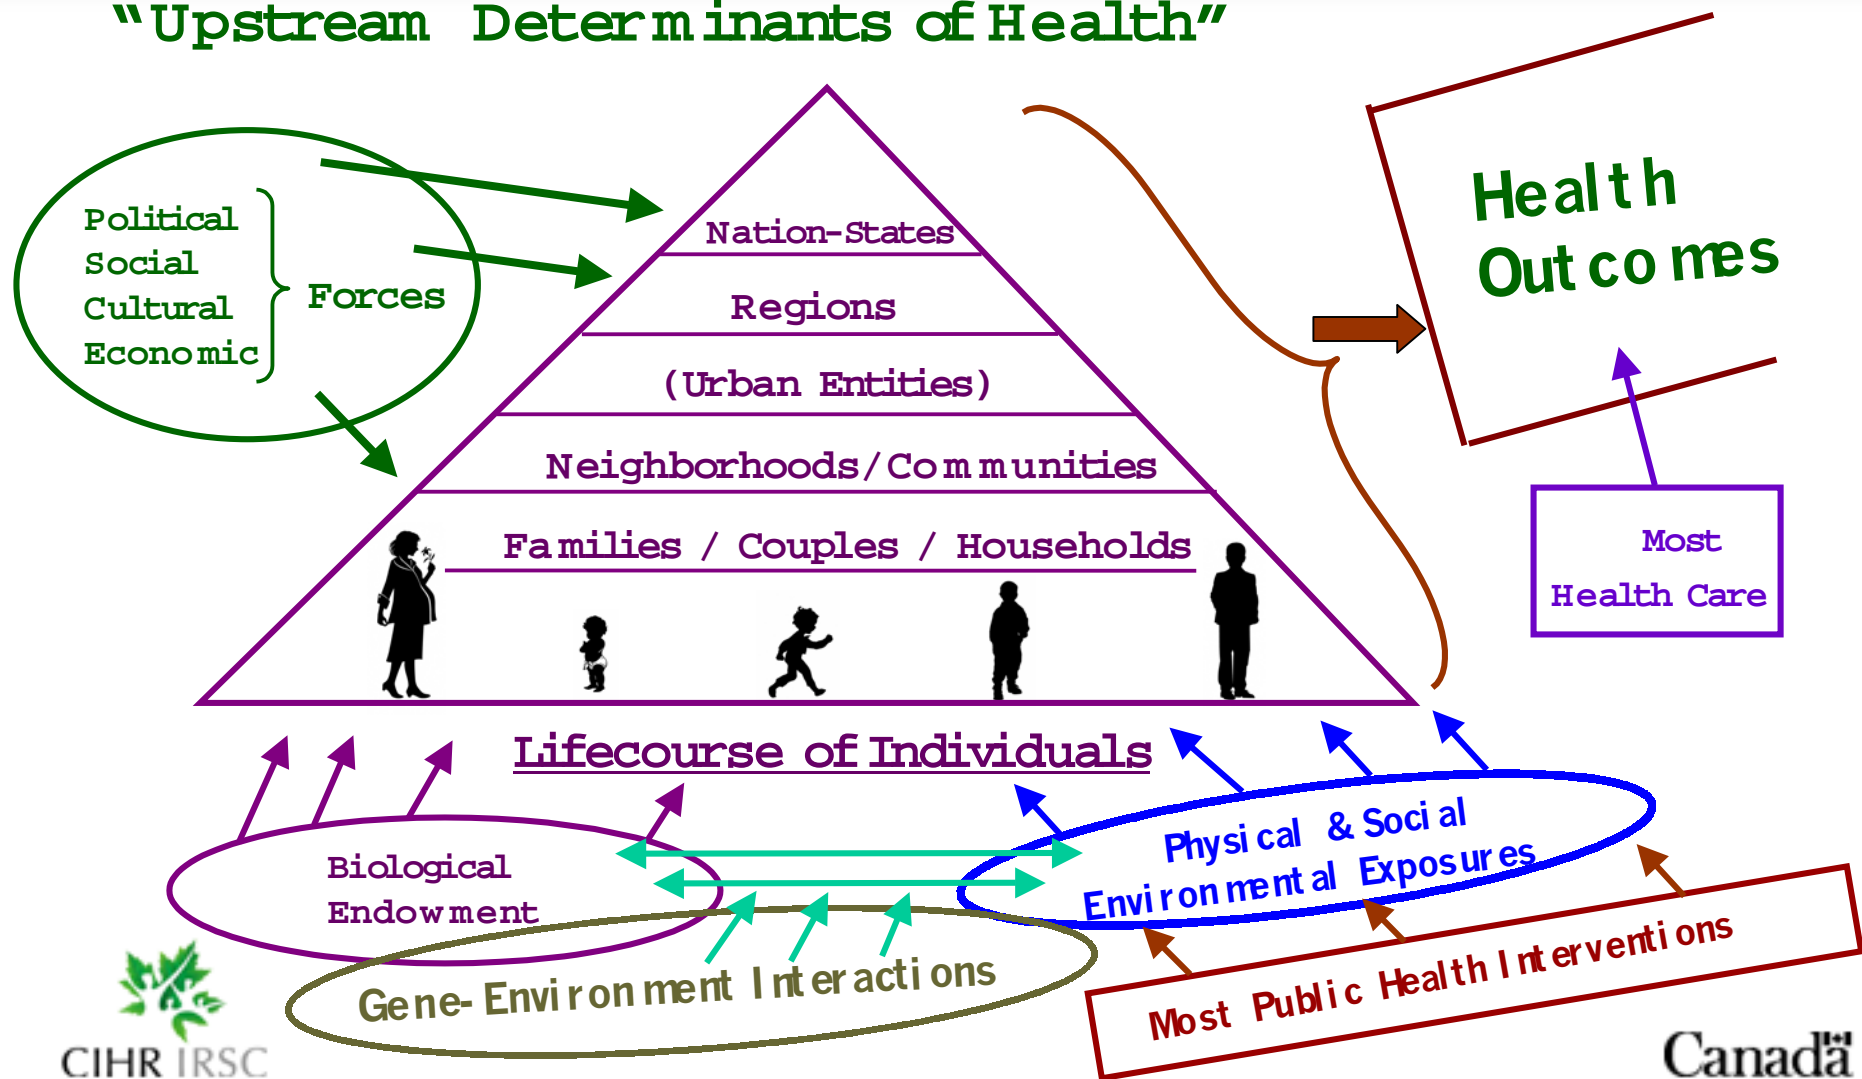 “Upstream Determinants of Health”
Political
Social
Cultural
Economic
Forces
Nation-States
Regions
(Urban Entities)
Neighborhoods/Communities
Families / Couples / Households
Lifecourse of Individuals
Health
Outcomes
Most
Health Care
Biological
Endowment
Physical & Social
Environmental Exposures
Gene-Environment Interactions
Most Public Health Interventions
CIHR IRSC
Canada